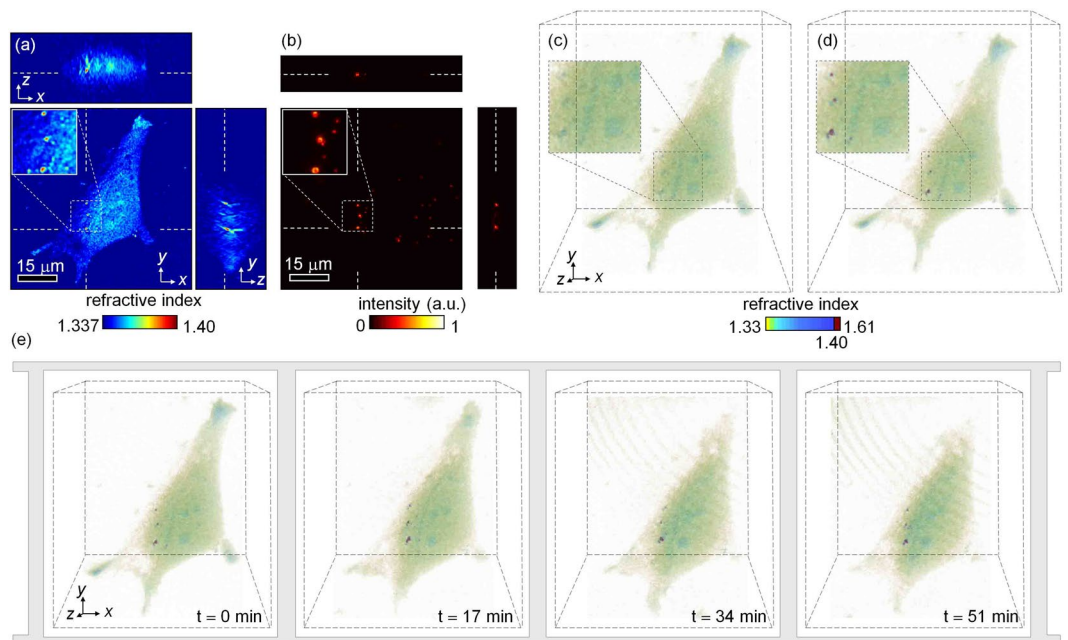 (a)
z
x
y
x
y
z
15 μm
refractive index
1.337
1.40
(b)
15 μm
intensity (a.u.)
0
1
(c)
y
z
x
(d)
refractive index
1.33
1.61
1.40
(e)
y
z
x
t = 0 min
t = 17 min
t = 34 min
t = 51 min